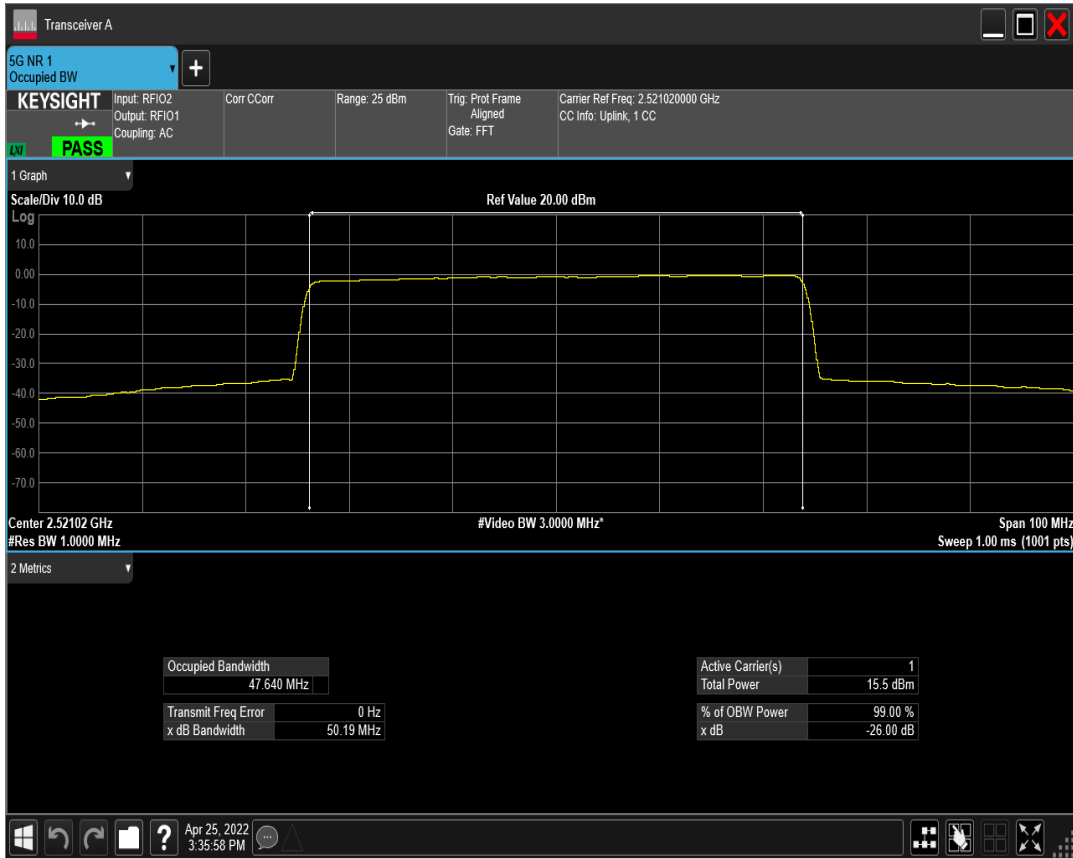 Transceiver A
5G NR 1
Occupied BW
KEYSIGHT
LXI
PASS
Input: RFIO2
Output: RFIO1
Coupling: AC
Corr CCorr
Range: 25 dBm
Trig: Prot Frame
Aligned
Gate: FFT
Carrier Ref Freq: 2.521020000 GHz
CC Info: Uplink, 1 CC
1 Graph
Scale/Div 10.0 dB
Ref Value 20.00 dBm
Log
10.0
0.00
-10.0
-20.0
-30.0
-40.0
-50.0
-60.0
-70.0
Center 2.52102 GHz
#Video BW 3.0000 MHz*
Span 100 MHz
#Res BW 1.0000 MHz
Sweep 1.00 ms (1001 pts)
2 Metrics
Occupied Bandwidth
47.640 MHz
Transmit Freq Error 0 Hz
x dB Bandwidth 50.19 MHz
Active Carrier(s) 1
Total Power 15.5 dBm
% of OBW Power 99.00 %
x dB -26.00 dB
?
Apr 25, 2022
3:35:58 PM